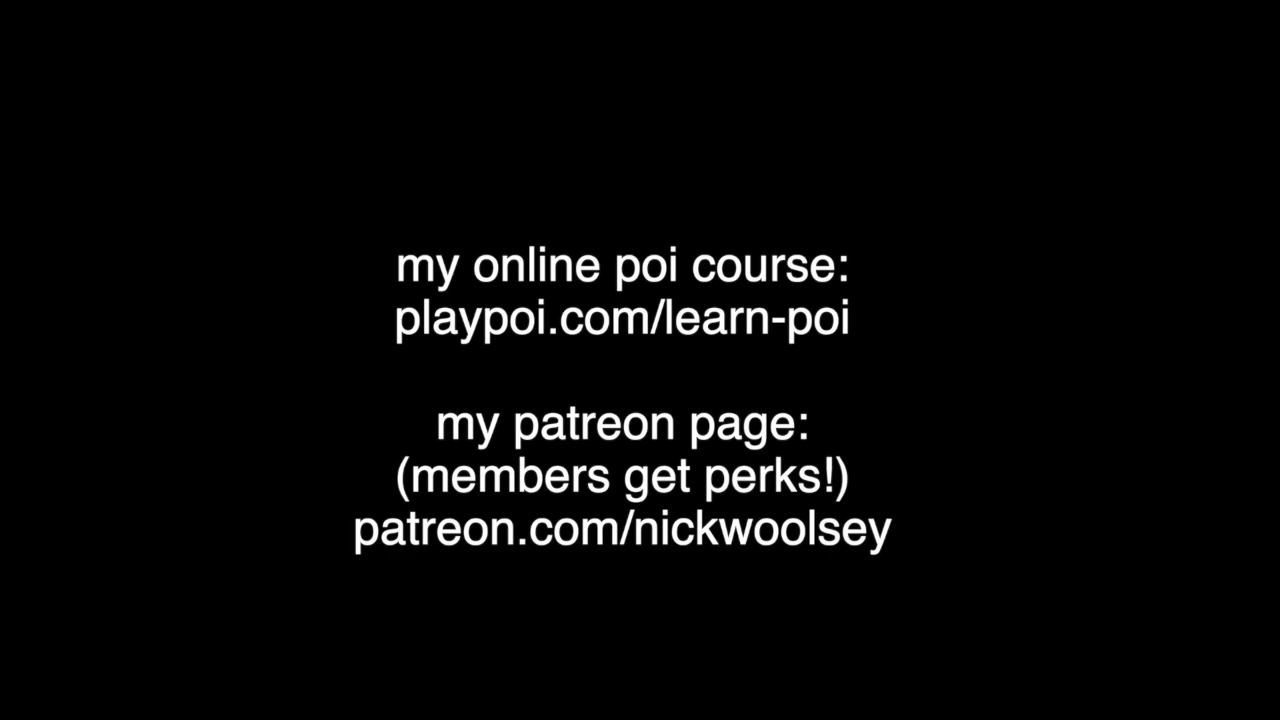 my online poi course:
playpoi.com/learn-poi
my patreon page:
(members get perks!)
patreon.com/nickwoolsey